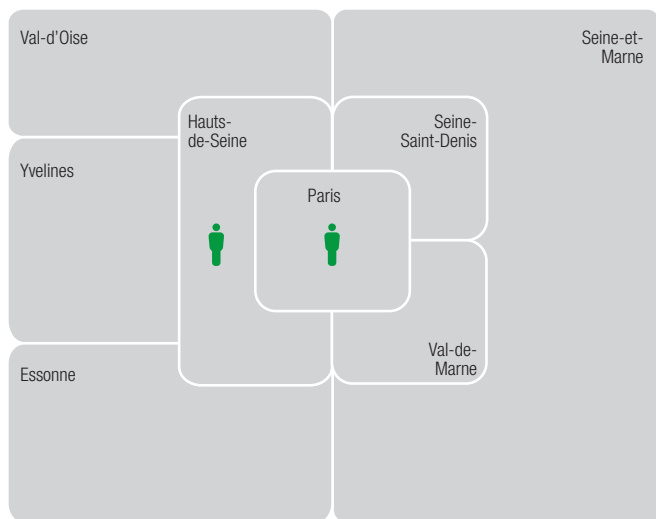 Val-d'Oise
Seine-et-
Marne
Hauts-
de-Seine
Seine-
Saint-Denis
Yvelines
Paris
Val-de-
Marne
Essonne